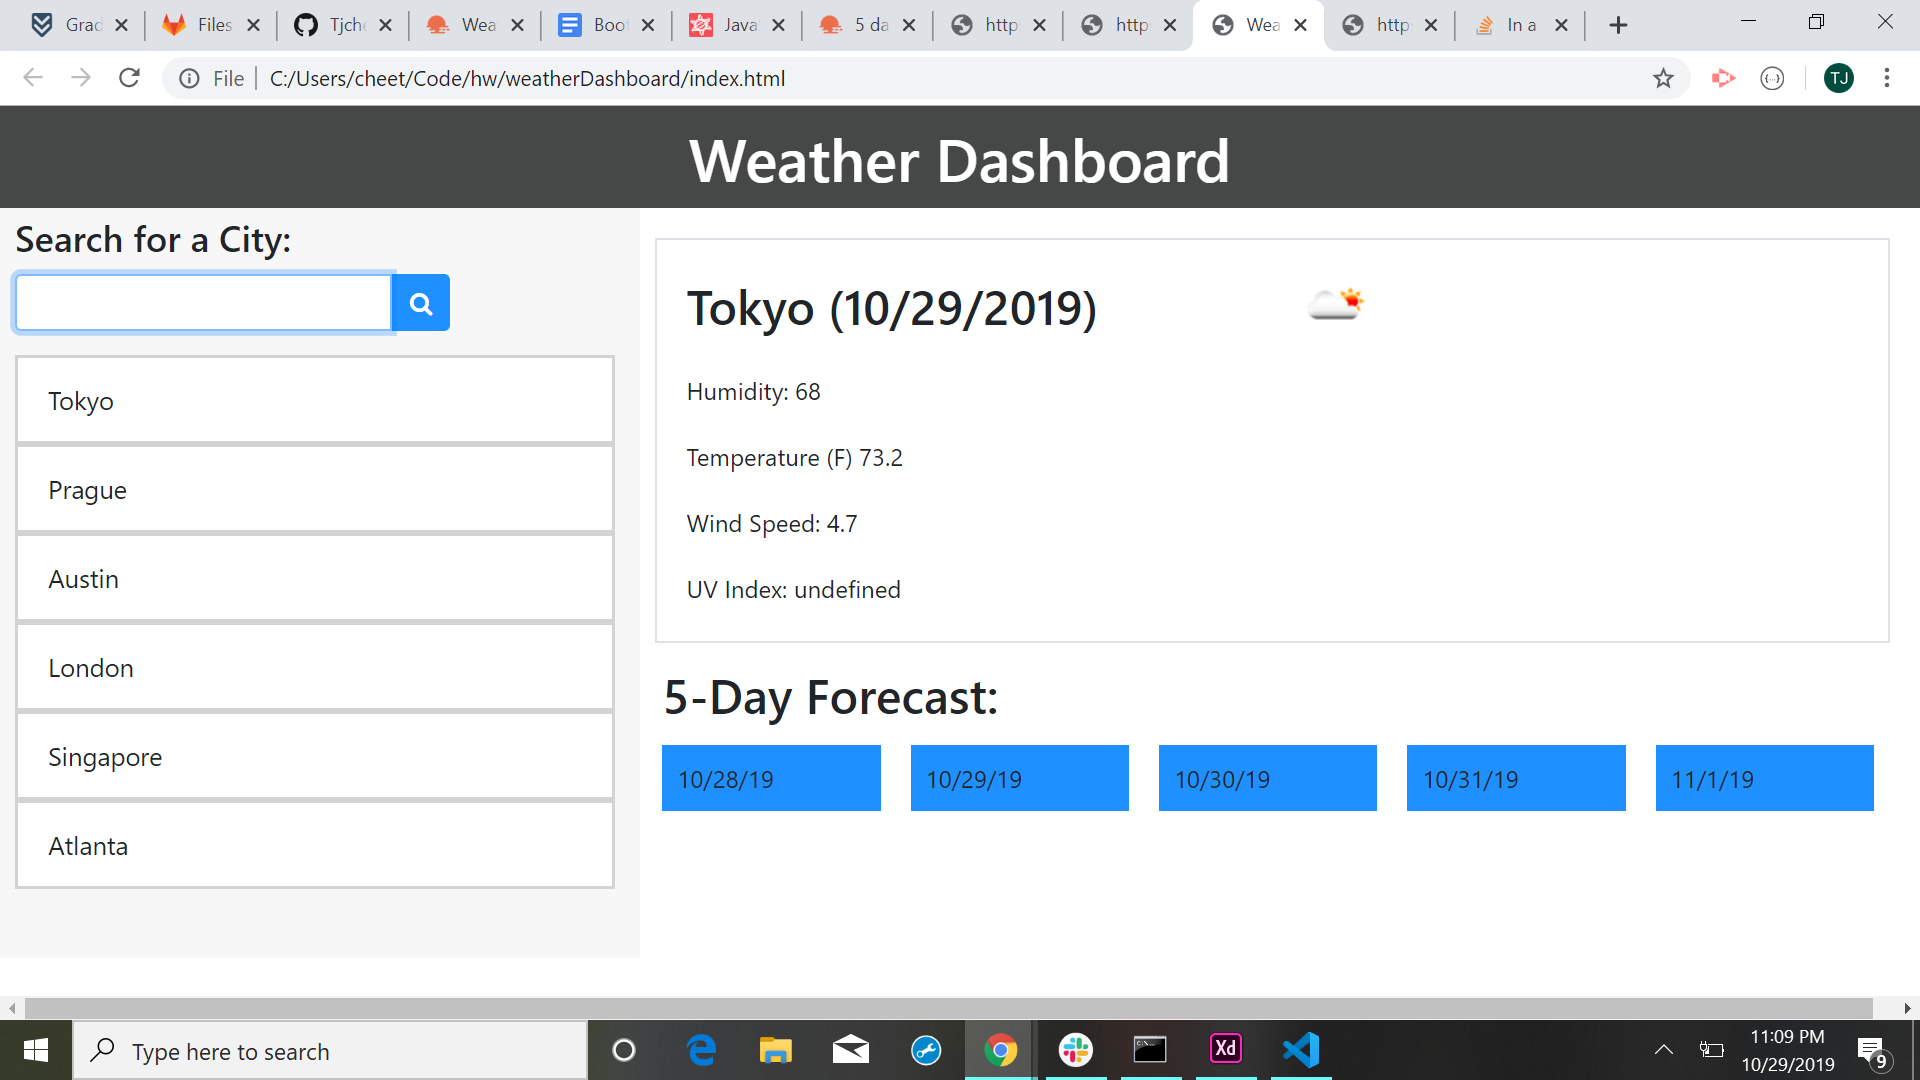 Grad
Files
Tjche
Wea
Boot
Java
5 da
http
http
Wea
http
In a
File
C:/Users/cheet/Code/hw/weatherDashboard/index.html
TJ
Weather Dashboard
Search for a City:
Tokyo
Prague
Austin
London
Singapore
Atlanta
Tokyo (10/29/2019)
Humidity: 68
Temperature (F) 73.2
Wind Speed: 4.7
UV Index: undefined
5-Day Forecast:
10/28/19 10/29/19 10/30/19 10/31/19 11/1/19
Type here to search
Xd
11:09 PM
10/29/2019
9